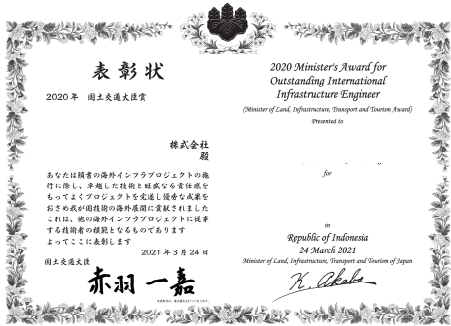 表彰状
2020年 国土交通大臣賞
株式会社
殿
あなたは頭書の海外インフラプロジェクトの施
行に際し、卓越した技術と旺盛なる責任感を
もってよくプロジェクトを完遂し優秀な成果を
おさめ我が国技術の海外展開に貢献されました
これは、他の海外インフラプロジェクトに従事
する技術者の模範となるものであります
よってここに表彰します
2021年3月24日
国土交通大臣
赤羽一嘉
2020 Minister's Award for
Outstanding International
Infrastructure Engineer
(Minister of Land, Infrastructure, Transport and Tourism Award)
Presented to
for
in
Republic of Indonesia
24 March 2021
Minister of Land, Infrastructure, Transport and Tourism of Japan
K. Akaba